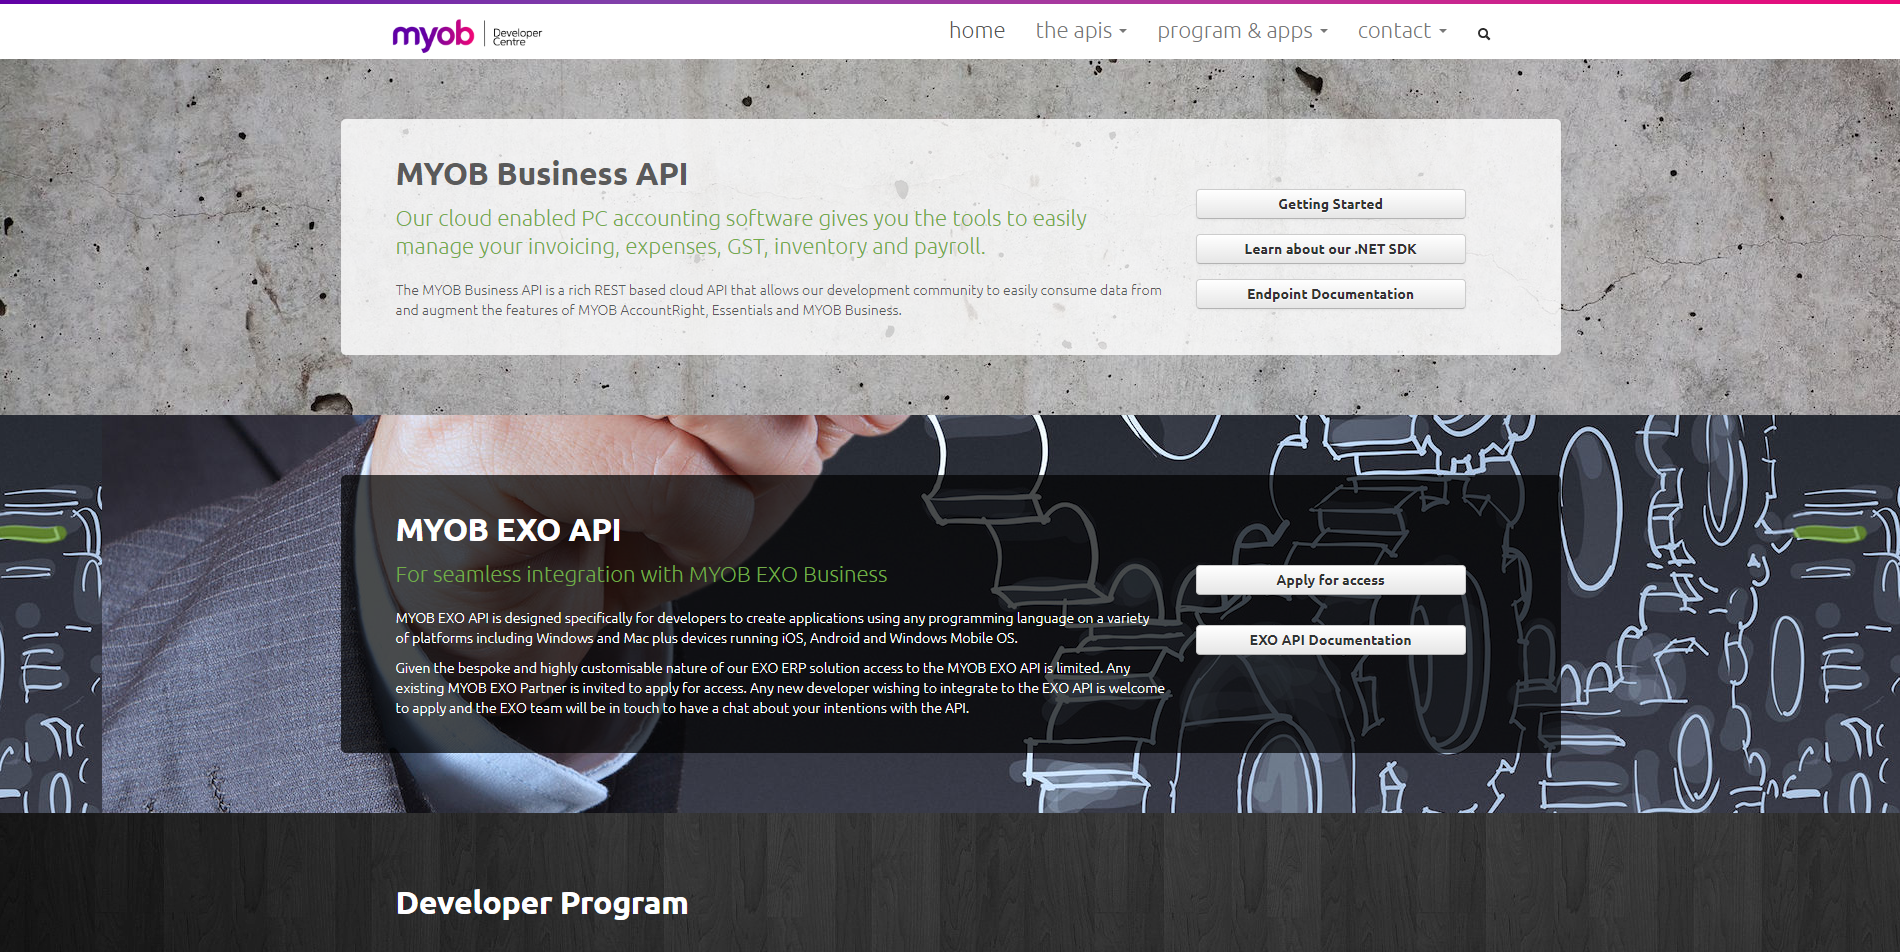 myob Developer Centre
home the apis program & apps contact
MYOB Business API
Our cloud enabled PC accounting software gives you the tools to easily
manage your invoicing, expenses, GST, inventory and payroll.
The MYOB Business API is a rich REST based cloud API that allows our development community to easily consume data from
and augment the features of MYOB AccountRight, Essentials and MYOB Business.
Getting Started
Learn about our .NET SDK
Endpoint Documentation
MYOB EXO API
For seamless integration with MYOB EXO Business
MYOB EXO API is designed specifically for developers to create applications using any programming language on a variety
of platforms including Windows and Mac plus devices running iOS, Android and Windows Mobile OS.
Given the bespoke and highly customisable nature of our EXO ERP solution access to the MYOB EXO API is limited. Any
existing MYOB EXO Partner is invited to apply for access. Any new developer wishing to integrate to the EXO API is welcome
to apply and the EXO team will be in touch to have a chat about your intentions with the API.
Apply for access
EXO API Documentation
Developer Program